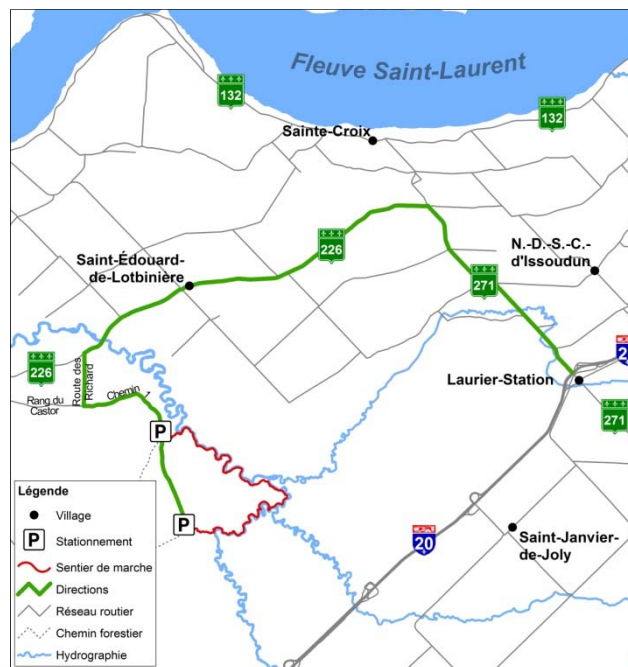 Fleuve Saint-Laurent
132
132
Sainte-Croix
226
N.-D.-S.-C.-
d'Issoudun
Saint-Édouard-
de-Lotbinière
271
226
Route des
Richard
Laurier-Station
Rang du
Castor
Chemin 1
271
P
P
20
Saint-Janvier-
de-Joly
Légende
Village
P Stationnement
Sentier de marche
Directions
Réseau routier
Chemin forestier
Hydrographie